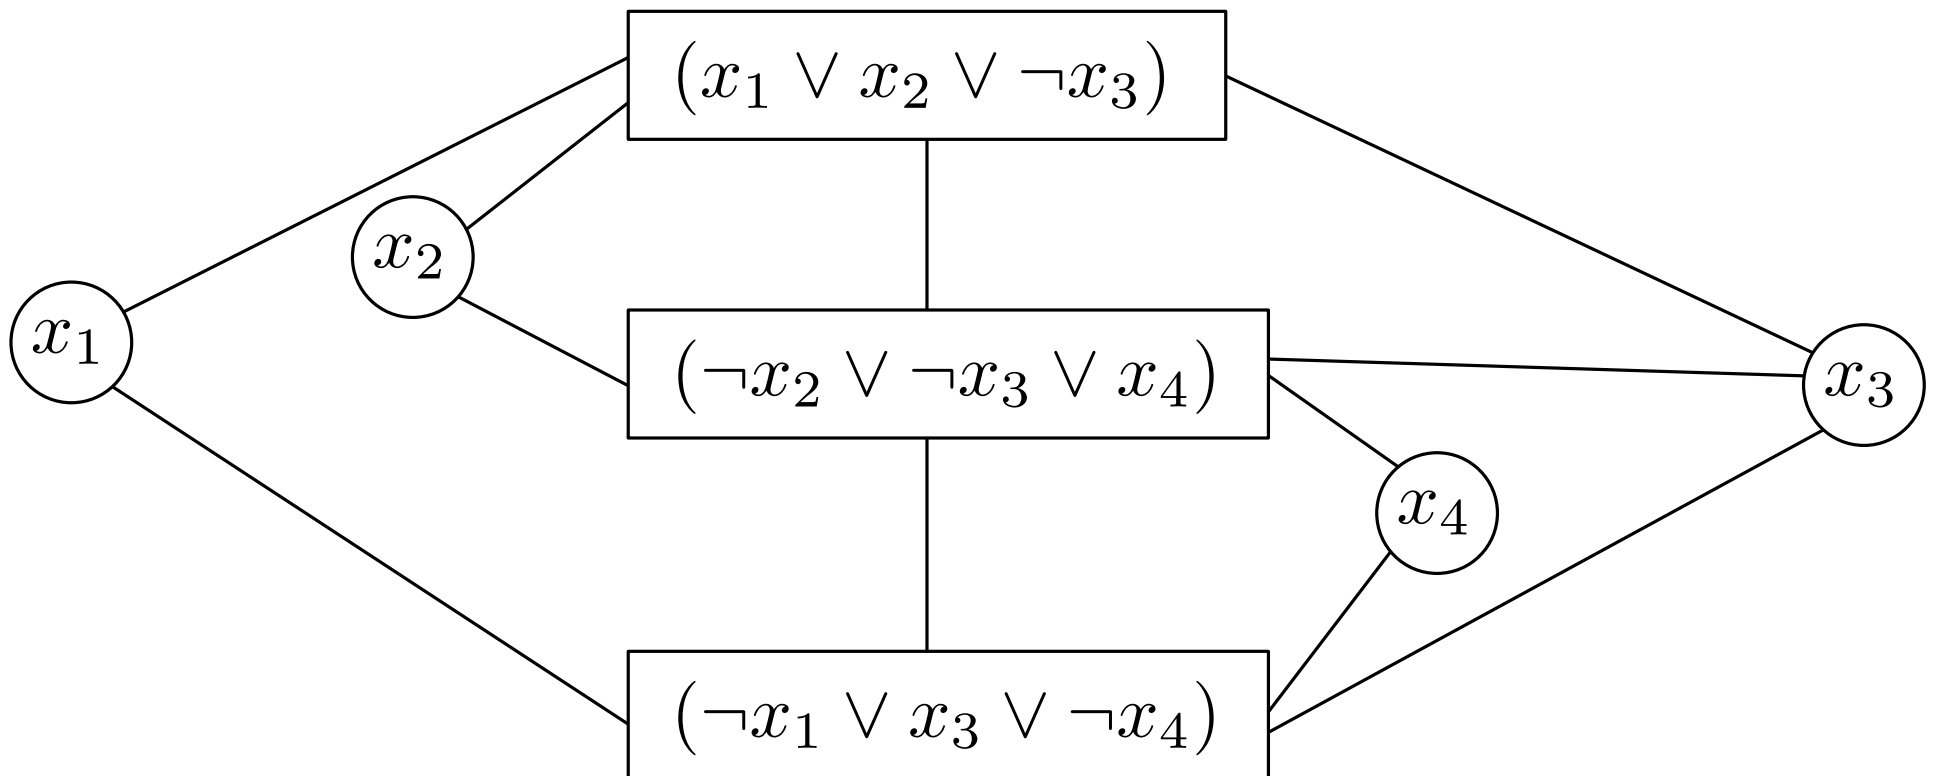 (x₁ ∨ x₂ ∨ ¬x₃)
x₂
x₁
(¬x₂ ∨ ¬x₃ ∨ x₄)
x₃
x₄
(¬x₁ ∨ x₃ ∨ ¬x₄)